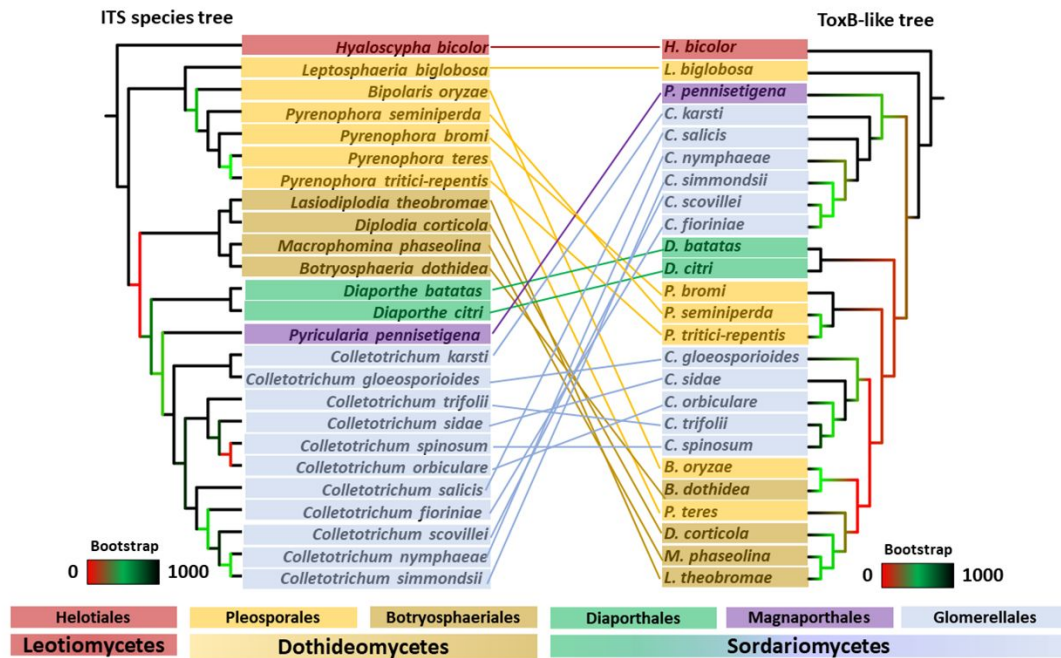 ITS species tree
ToxB-like tree
Hyaloscypha bicolor
Leptosphaeria biglobosa
Bipolaris oryzae
Pyrenophora seminiperda
Pyrenophora bromi
Pyrenophora teres
Pyrenophora tritici-repentis
Lasiodiplodia theobromae
Diplodia corticola
Macrophomina phaseolina
Botryosphaeria dothidea
Diaporthe batatas
Diaporthe citri
Pyricularia pennisetigena
Colletotrichum karsti
Colletotrichum gloeosporioides
Colletotrichum trifolii
Colletotrichum sidae
Colletotrichum spinosum
Colletotrichum orbiculare
Colletotrichum salicis
Colletotrichum fioriniae
Colletotrichum scovillei
Colletotrichum nymphaeae
Colletotrichum simmondsii
H. bicolor
L. biglobosa
P. pennisetigena
C. karsti
C. salicis
C. nymphaeae
C. simmondsii
C. scovillei
C. fioriniae
D. batatas
D. citri
P. bromi
P. seminiperda
P. tritici-repentis
C. gloeosporioides
C. sidae
C. orbiculare
C. trifolii
C. spinosum
B. oryzae
B. dothidea
P. teres
D. corticola
M. phaseolina
L. theobromae
Bootstrap
0 1000
Bootstrap
0 1000
Helotiales Pleosporales Botryosphaeriales Diaporthales Magnaporthales Glomerellales
Leotiomycetes Dothideomycetes Sordariomycetes